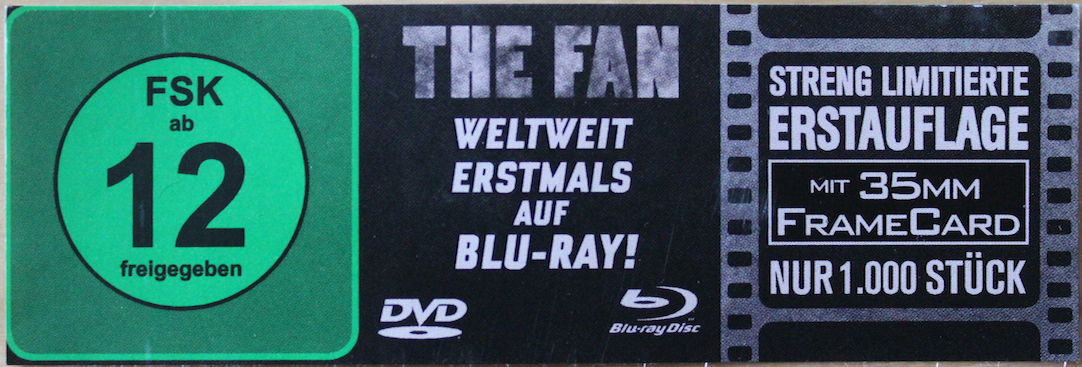 FSK
ab
12
freigegeben
THE FAN
WELTWEIT
ERSTMALS
AUF
BLU-RAY!
DVD
Blu-ray Disc
STRENG LIMITIERTE
ERSTAUFLAGE
MIT 35MM
FRAMECARD
NUR 1.000 STÜCK